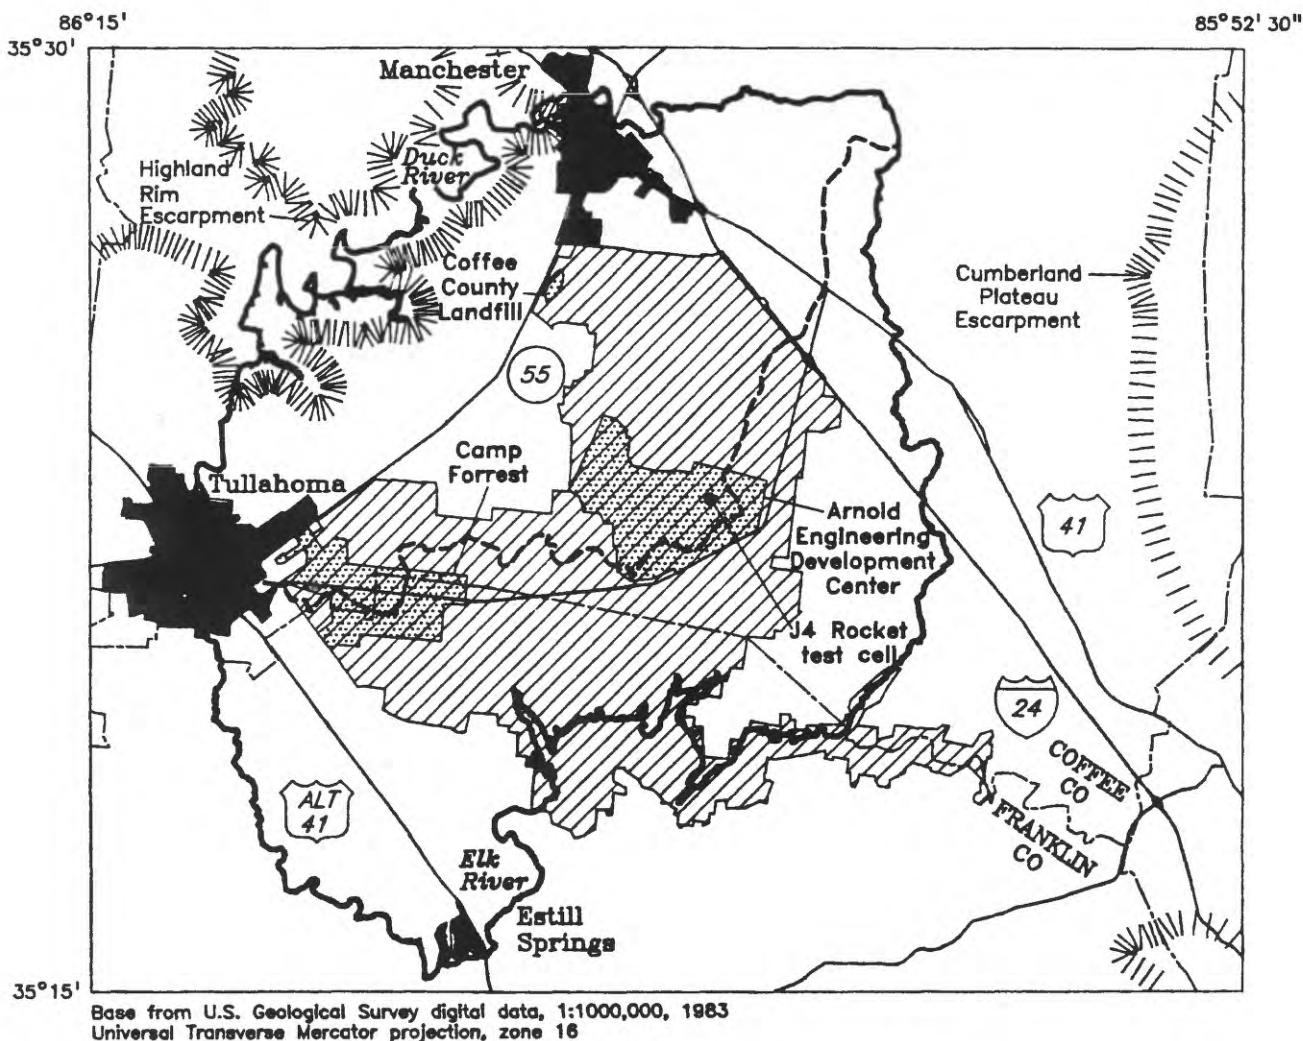 86°15'
85°52' 30"
35°30'
Manchester
Duck
River
Highland
Rim
Escarpment
Coffee
County
Landfill
Cumberland
Plateau
Escarpment
55
Camp
Forrest
Tullahoma
41
Arnold
Engineering
Development
Center
J4 Rocket
test cell
24
COFFEE
CO
FRANKLIN
CO
ALT
41
Elk
River
Estill
Springs
35°15'
Base from U.S. Geological Survey digital data, 1:1000,000, 1983
Universal Transverse Mercator projection, zone 16